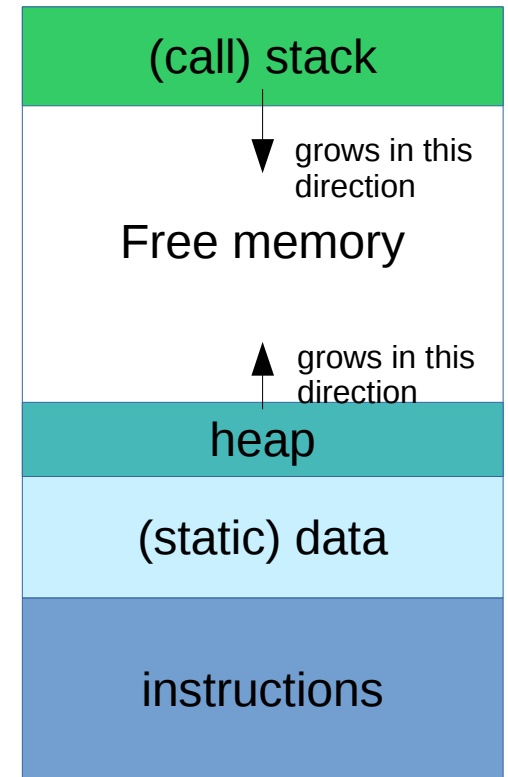 (call) stack
grows in this
direction
Free memory
grows in this
direction
heap
(static) data
instructions